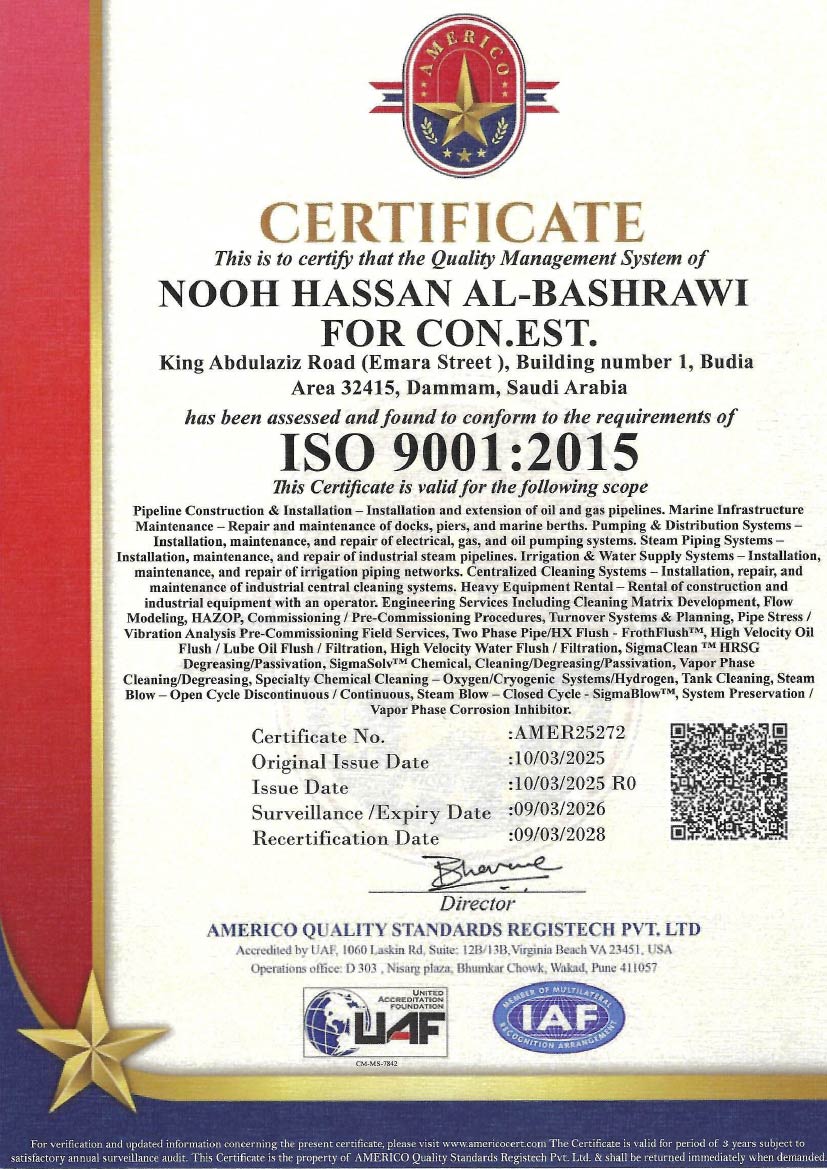 AMERICO
CERTIFICATE
This is to certify that the Quality Management System of
NOOH HASSAN AL-BASHRAWI
FOR CON.EST.
King Abdulaziz Road (Emara Street ), Building number 1, Budia
Area 32415, Dammam, Saudi Arabia
has been assessed and found to conform to the requirements of
ISO 9001:2015
This Certificate is valid for the following scope
Pipeline Construction & Installation – Installation and extension of oil and gas pipelines. Marine Infrastructure
Maintenance – Repair and maintenance of docks, piers, and marine berths. Pumping & Distribution Systems –
Installation, maintenance, and repair of electrical, gas, and oil pumping systems. Steam Piping Systems –
Installation, maintenance, and repair of industrial steam pipelines. Irrigation & Water Supply Systems – Installation,
maintenance, and repair of irrigation piping networks. Centralized Cleaning Systems – Installation, repair, and
maintenance of industrial central cleaning systems. Heavy Equipment Rental – Rental of construction and
industrial equipment with an operator. Engineering Services Including Cleaning Matrix Development, Flow
Modeling, HAZOP, Commissioning / Pre-Commissioning Procedures, Turnover Systems & Planning, Pipe Stress /
Vibration Analysis Pre-Commissioning Field Services, Two Phase Pipe/HX Flush - FrothFlush™, High Velocity Oil
Flush / Lube Oil Flush / Filtration, High Velocity Water Flush / Filtration, SigmaClean ™ HRSG
Degreasing/Passivation, SigmaSolv™ Chemical, Cleaning/Degreasing/Passivation, Vapor Phase
Cleaning/Degreasing, Specialty Chemical Cleaning – Oxygen/Cryogenic Systems/Hydrogen, Tank Cleaning, Steam
Blow – Open Cycle Discontinuous / Continuous, Steam Blow – Closed Cycle - SigmaBlow™, System Preservation /
Vapor Phase Corrosion Inhibitor.
Certificate No. :AMER25272
Original Issue Date :10/03/2025
Issue Date :10/03/2025 R0
Surveillance /Expiry Date :09/03/2026
Recertification Date :09/03/2028
Director
AMERICO QUALITY STANDARDS REGISTECH PVT. LTD
Accredited by UAF, 1060 Laskin Rd, Suite: 12B/13B,Virginia Beach VA 23451, USA
Operations office: D 303 , Nisarg plaza, Bhumkar Chowk, Wakad, Pune 411057
UNITED
ACCREDITATION
FOUNDATION
UAF
CM-MS-7842
MEMBER OF MULTILATERAL
IAF
RECOGNITION ARRANGEMENT
For verification and updated information concerning the present certificate, please visit www.americocert.com The Certificate is valid for period of 3 years subject to
satisfactory annual surveillance audit. This Certificate is the property of AMERICO Quality Standards Registech Pvt. Ltd. & shall be returned immediately when demanded.